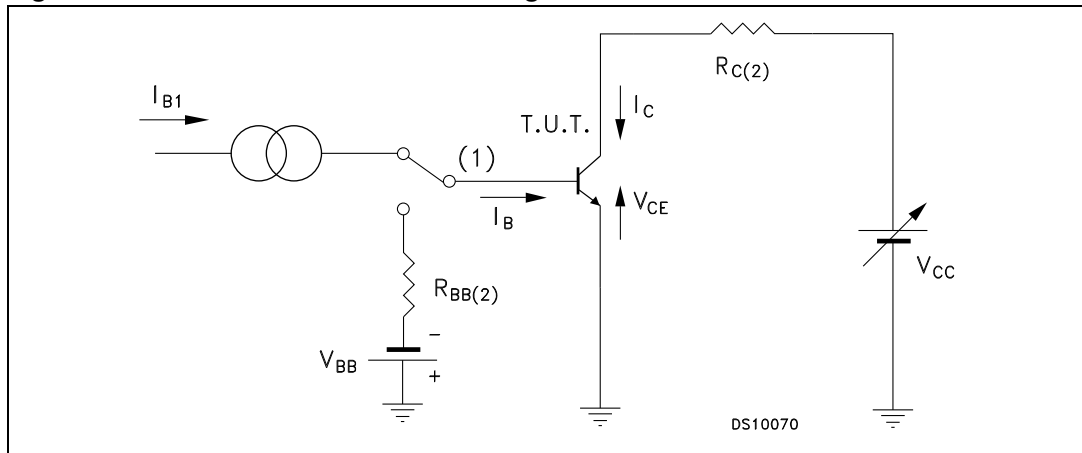 I_B1
R_C(2)
I_C
T.U.T.
(1)
I_B
V_CE
R_BB(2)
V_CC
V_BB
−
+
DS10070